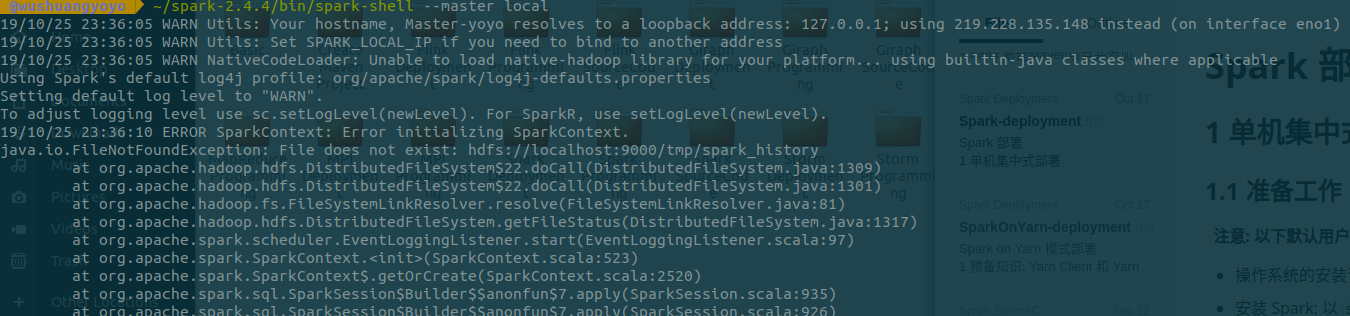 @wushuangyoyo ~/spark-2.4.4/bin/spark-shell --master local
19/10/25 23:36:05 WARN Utils: Your hostname, Master-yoyo resolves to a loopback address: 127.0.0.1; using 219.228.135.148 instead (on interface eno1)
19/10/25 23:36:05 WARN Utils: Set SPARK_LOCAL_IP if you need to bind to another address
19/10/25 23:36:05 WARN NativeCodeLoader: Unable to load native-hadoop library for your platform... using builtin-java classes where applicable
Using Spark's default log4j profile: org/apache/spark/log4j-defaults.properties
Setting default log level to "WARN".
To adjust logging level use sc.setLogLevel(newLevel). For SparkR, use setLogLevel(newLevel).
19/10/25 23:36:10 ERROR SparkContext: Error initializing SparkContext.
java.io.FileNotFoundException: File does not exist: hdfs://localhost:9000/tmp/spark_history
at org.apache.hadoop.hdfs.DistributedFileSystem$22.doCall(DistributedFileSystem.java:1309)
at org.apache.hadoop.hdfs.DistributedFileSystem$22.doCall(DistributedFileSystem.java:1301)
at org.apache.hadoop.fs.FileSystemLinkResolver.resolve(FileSystemLinkResolver.java:81)
at org.apache.hadoop.hdfs.DistributedFileSystem.getFileStatus(DistributedFileSystem.java:1317)
at org.apache.spark.scheduler.EventLoggingListener.start(EventLoggingListener.scala:97)
at org.apache.spark.SparkContext.<init>(SparkContext.scala:523)
at org.apache.spark.SparkContext$.getOrCreate(SparkContext.scala:2520)
at org.apache.spark.sql.SparkSession$Builder$$anonfun$7.apply(SparkSession.scala:935)
at org.apache.spark.sql.SparkSession$Builder$$anonfun$7.apply(SparkSession.scala:926)
Music
Pictures
Videos
Other Locations
Giraph
Storm
Spark Deployment Oct 17
Spark-deployment.md
Spark 部署
1 单机集中式部署
Spark Deployment Oct 17
SparkOnYarn-deployment
Spark on Yarn 模式部署
1 预备知识: Yarn Client 和 Yarn
Spark SourceC Sep 22
Spark 部
1 单机集中式
1.1 准备工作
注意: 以下默认用户
操作系统的安装
安装 Spark: 以